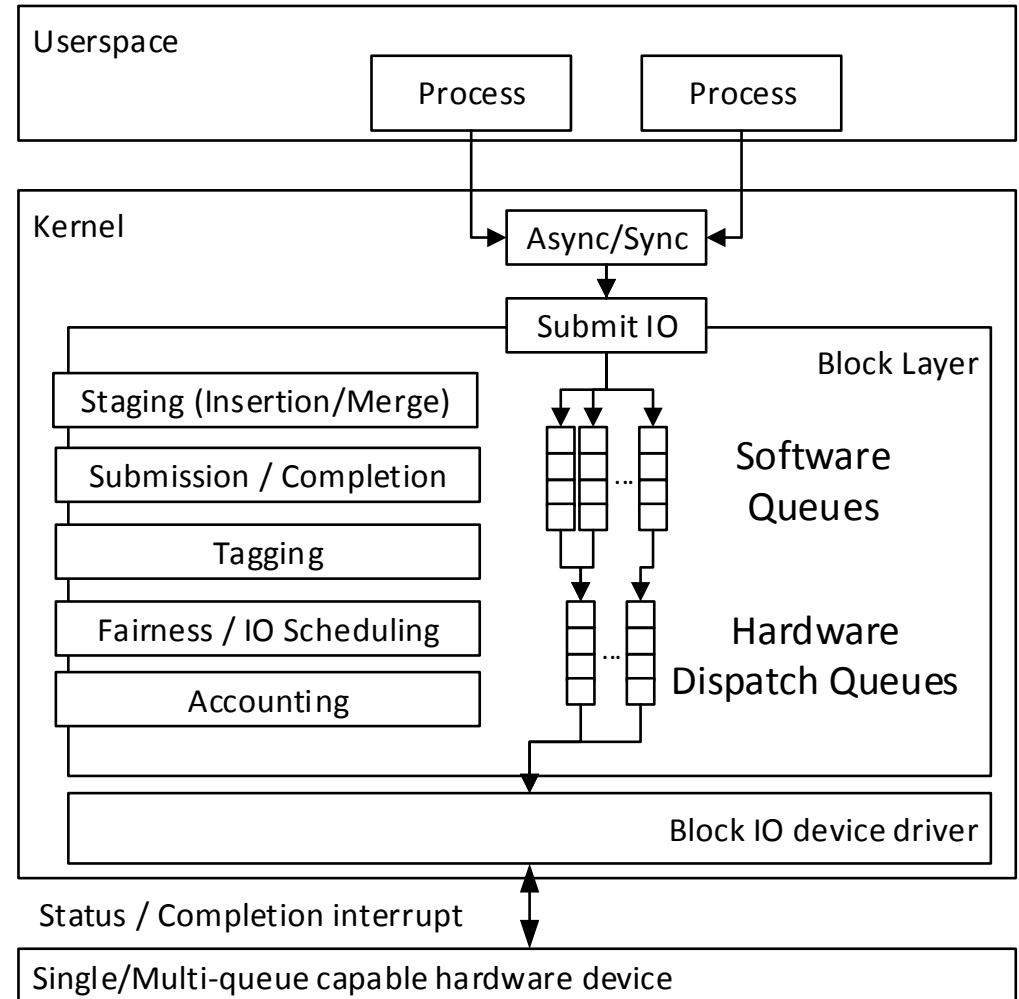 Userspace
Process
Process
Kernel
Async/Sync
Submit IO
Block Layer
Staging (Insertion/Merge)
Submission / Completion
Tagging
Fairness / IO Scheduling
Accounting
...
Software
Queues
...
Hardware
Dispatch Queues
Block IO device driver
Status / Completion interrupt
Single/Multi-queue capable hardware device